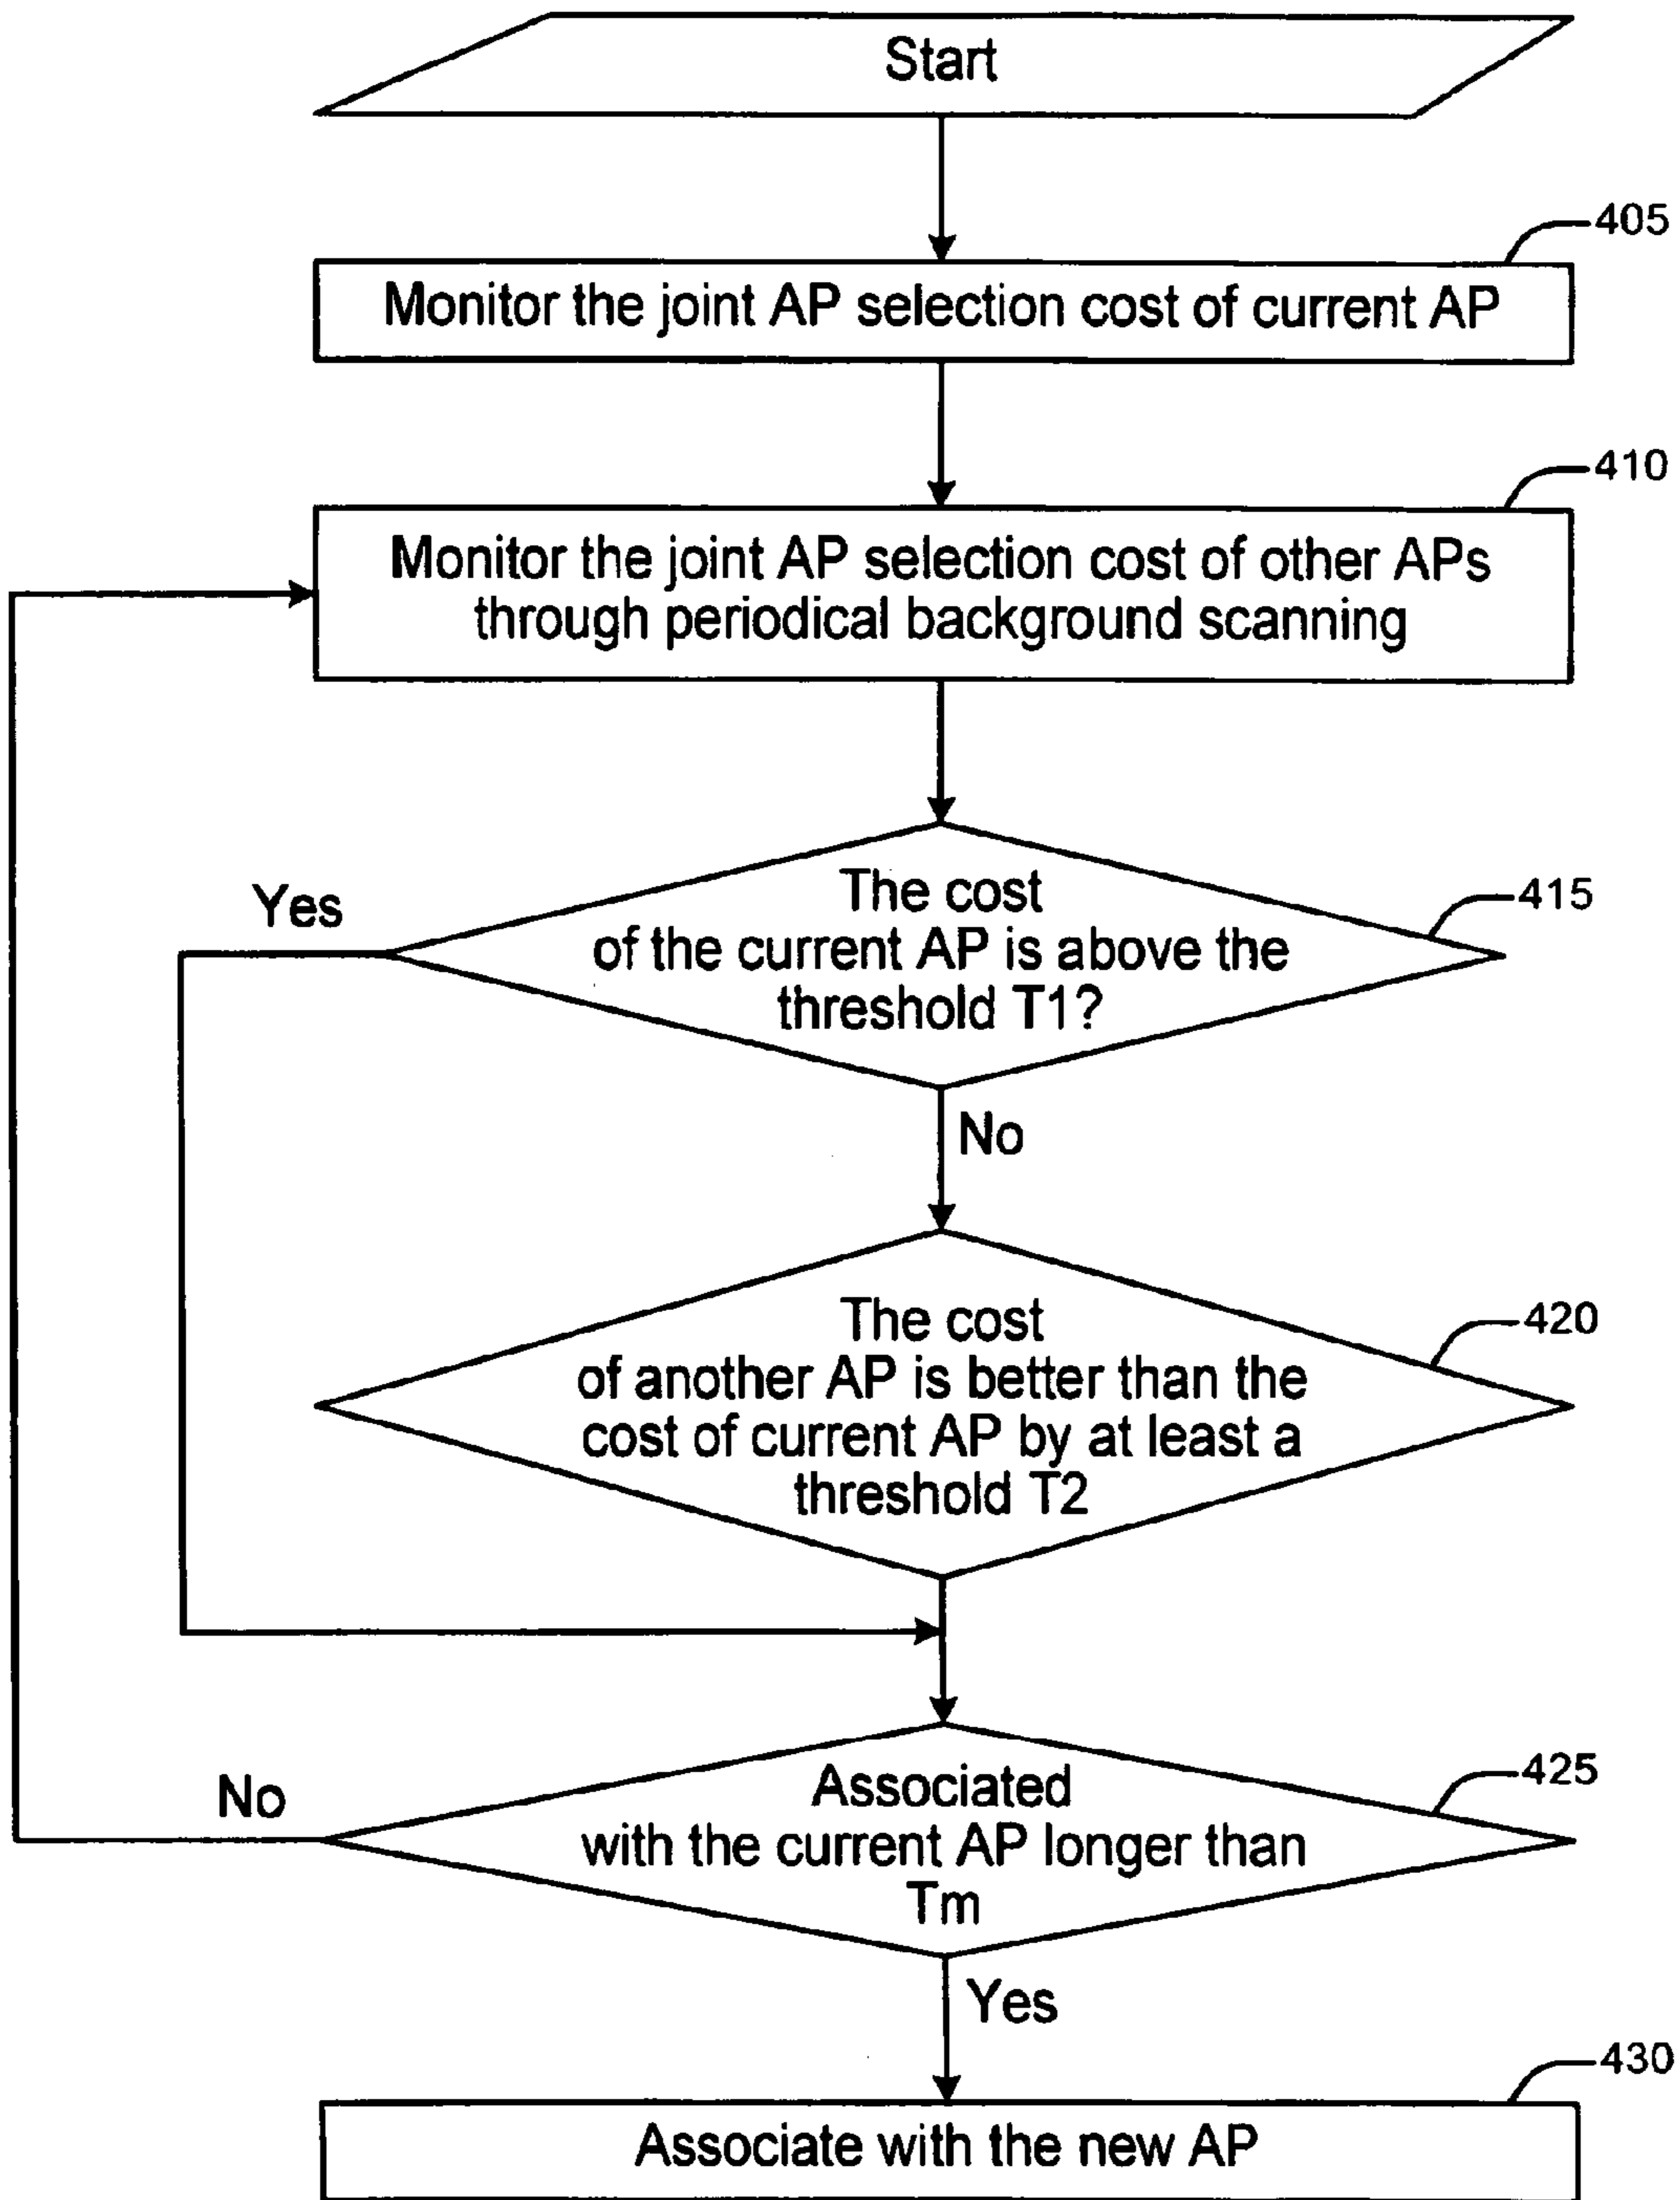 Start
405
Monitor the joint AP selection cost of current AP
410
Monitor the joint AP selection cost of other APs
through periodical background scanning
Yes
The cost
of the current AP is above the
threshold T1?
415
No
The cost
of another AP is better than the
cost of current AP by at least a
threshold T2
420
No
Associated
with the current AP longer than
Tm
425
Yes
430
Associate with the new AP